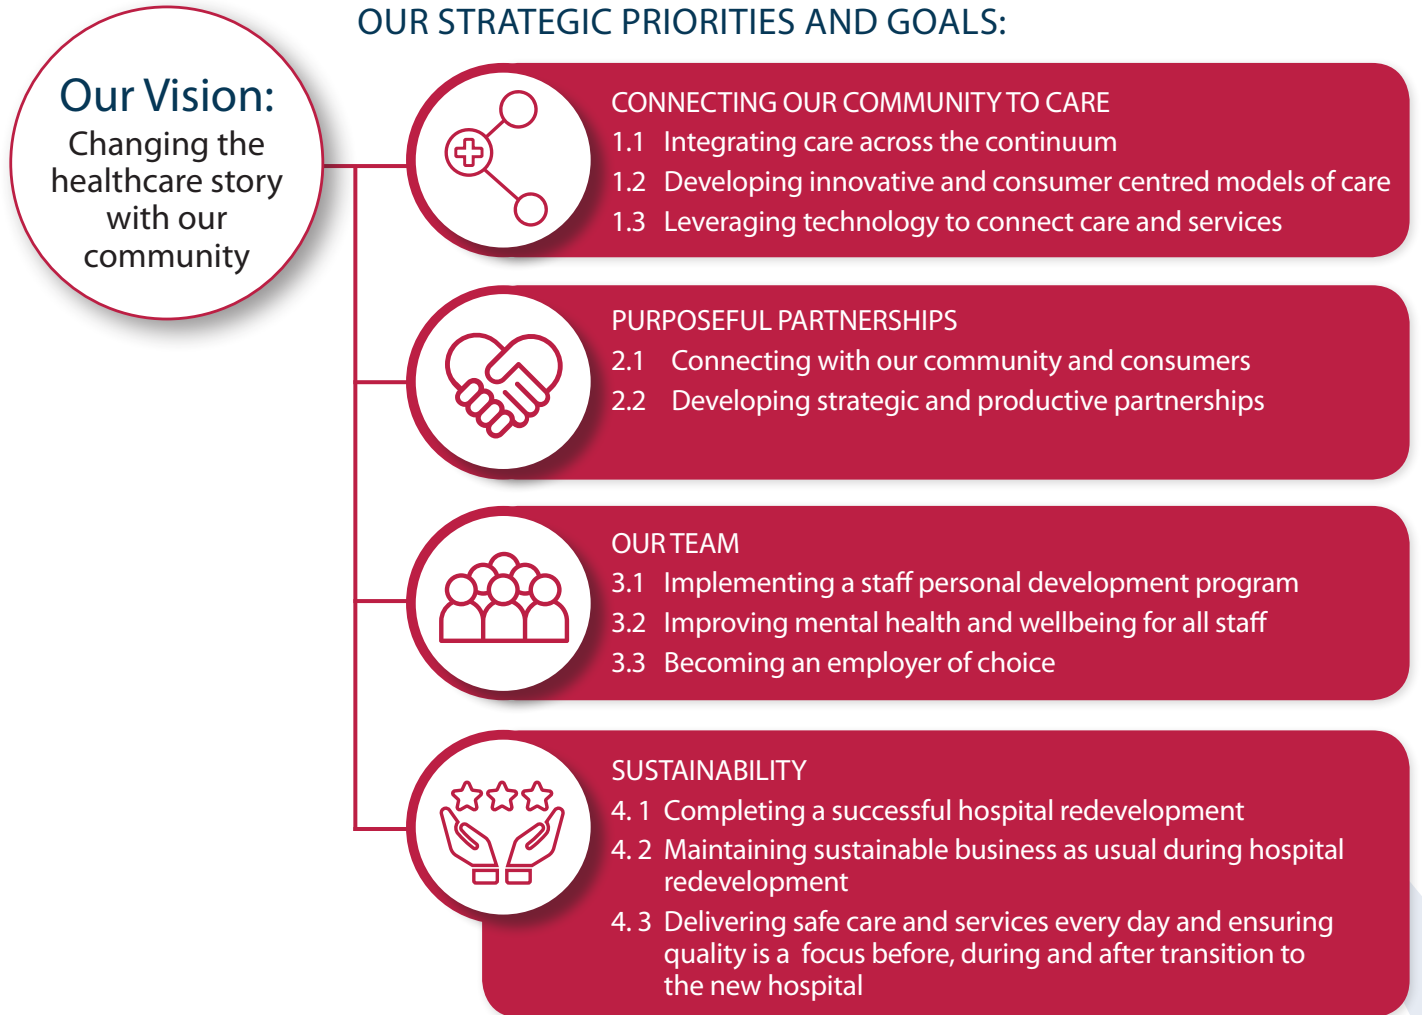 OUR STRATEGIC PRIORITIES AND GOALS:
Our Vision:
Changing the
healthcare story
with our
community
CONNECTING OUR COMMUNITY TO CARE
1.1 Integrating care across the continuum
1.2 Developing innovative and consumer centred models of care
1.3 Leveraging technology to connect care and services
PURPOSEFUL PARTNERSHIPS
2.1 Connecting with our community and consumers
2.2 Developing strategic and productive partnerships
OUR TEAM
3.1 Implementing a staff personal development program
3.2 Improving mental health and wellbeing for all staff
3.3 Becoming an employer of choice
SUSTAINABILITY
4. 1 Completing a successful hospital redevelopment
4. 2 Maintaining sustainable business as usual during hospital
redevelopment
4. 3 Delivering safe care and services every day and ensuring
quality is a focus before, during and after transition to
the new hospital